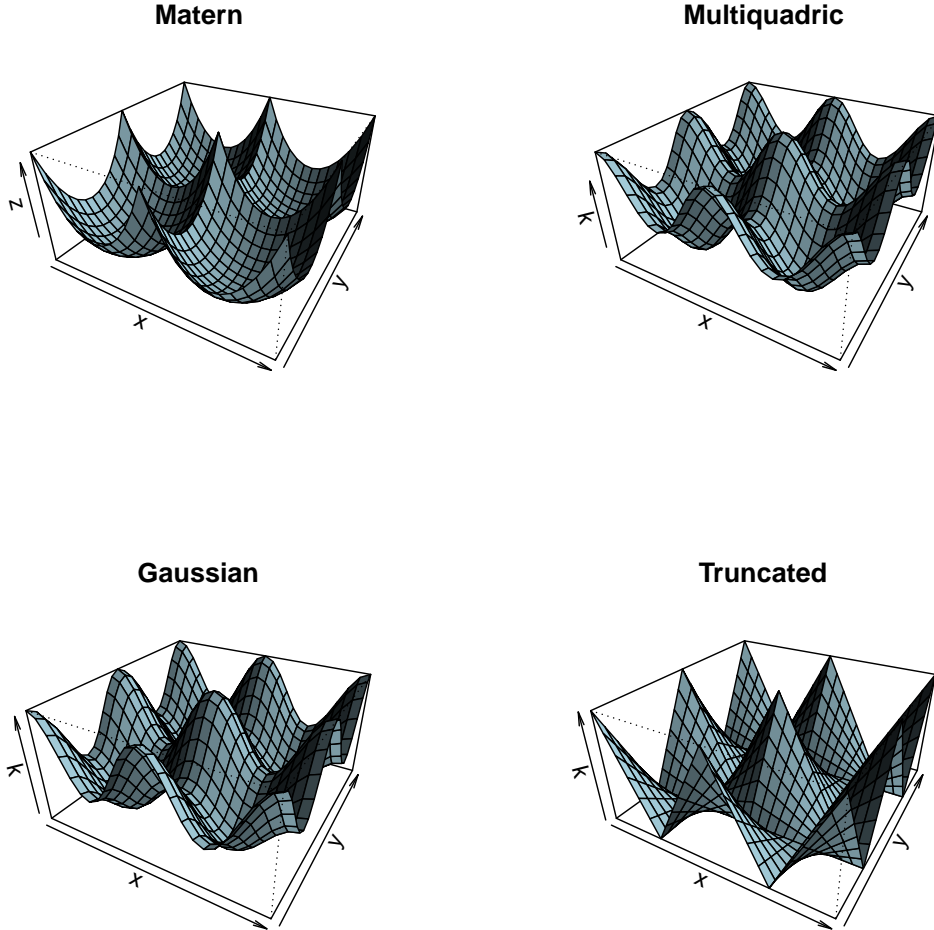 Matern
z
x
y
Multiquadric
k
x
y
Gaussian
k
x
y
Truncated
k
x
y